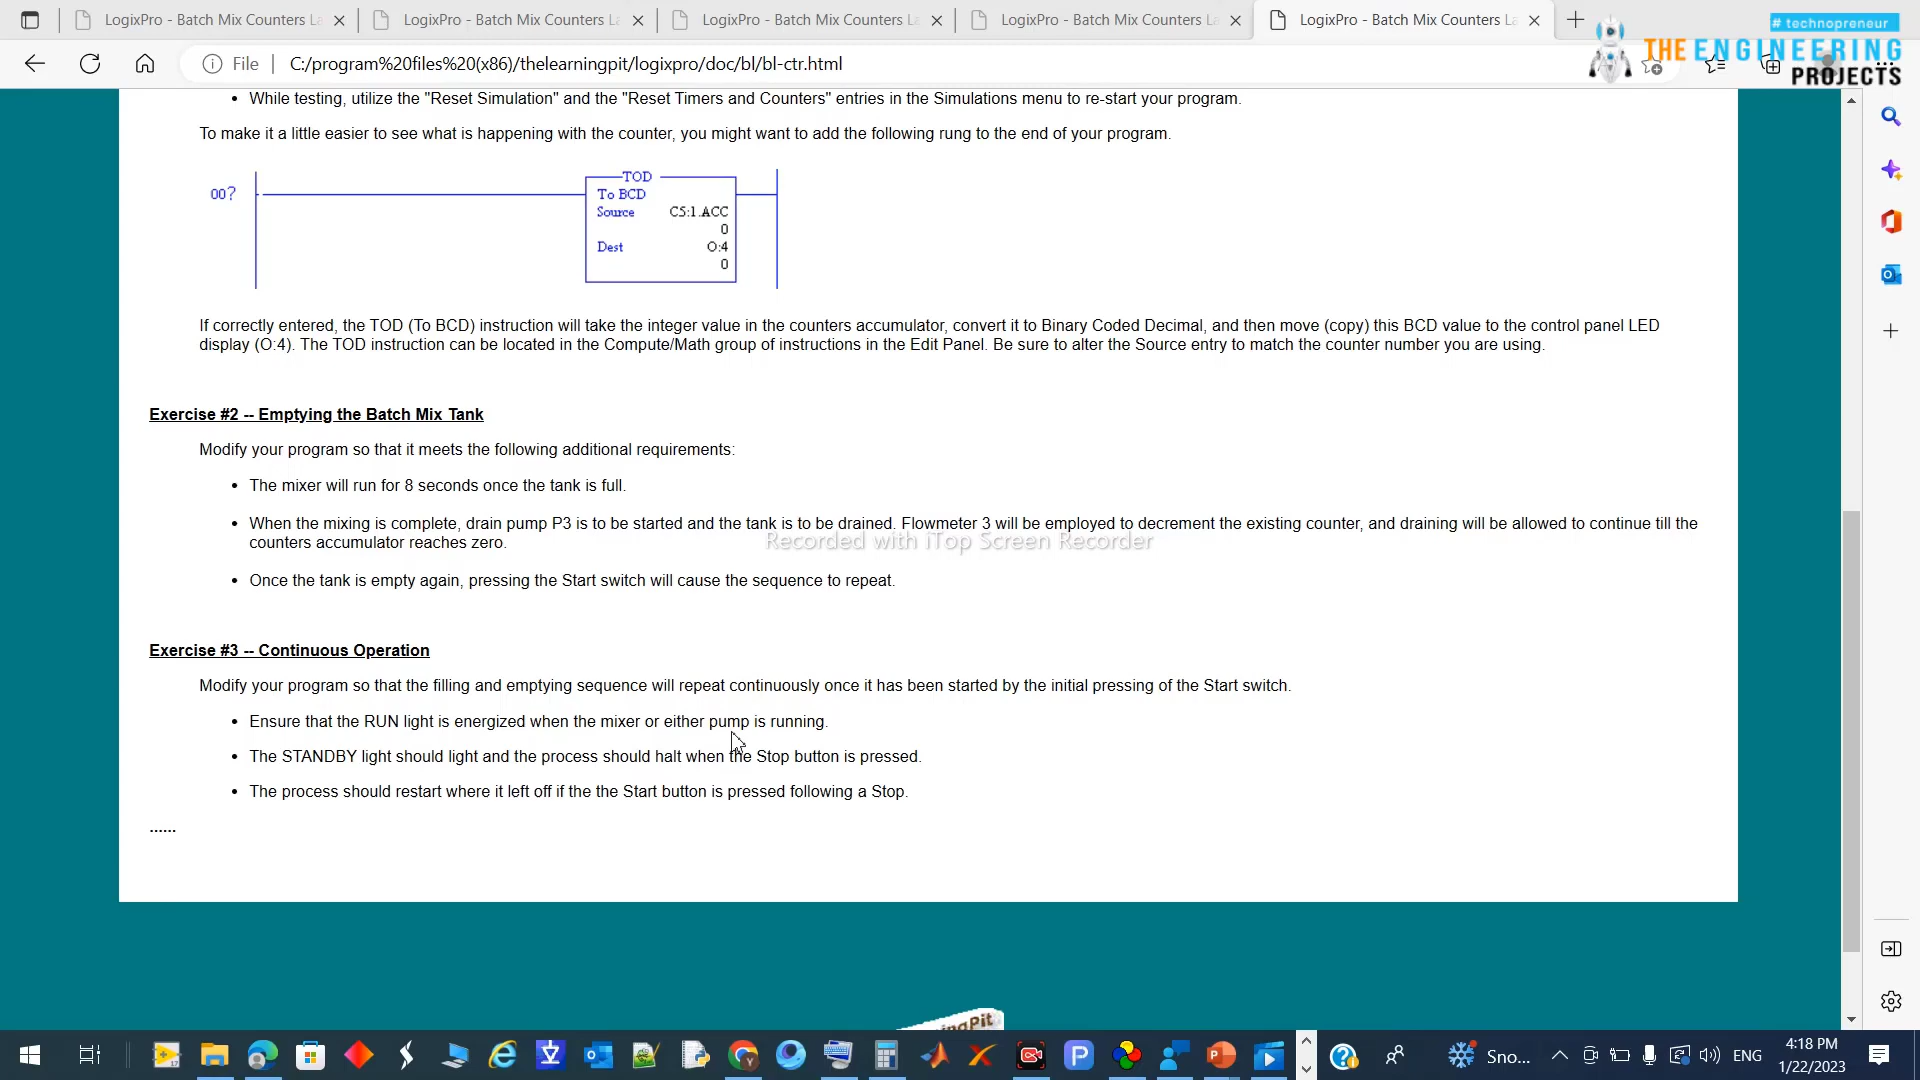 LogixPro - Batch Mix Counters La
LogixPro - Batch Mix Counters La
LogixPro - Batch Mix Counters La
LogixPro - Batch Mix Counters La
LogixPro - Batch Mix Counters La
# technopreneur
THE ENGINEERING
PROJECTS
File
C:/program%20files%20(x86)/thelearningpit/logixpro/doc/bl/bl-ctr.html
• While testing, utilize the "Reset Simulation" and the "Reset Timers and Counters" entries in the Simulations menu to re-start your program.
To make it a little easier to see what is happening with the counter, you might want to add the following rung to the end of your program.
TOD
00?
To BCD
Source C5:1.ACC
0
Dest O:4
0
If correctly entered, the TOD (To BCD) instruction will take the integer value in the counters accumulator, convert it to Binary Coded Decimal, and then move (copy) this BCD value to the control panel LED
display (O:4). The TOD instruction can be located in the Compute/Math group of instructions in the Edit Panel. Be sure to alter the Source entry to match the counter number you are using.
Exercise #2 -- Emptying the Batch Mix Tank
Modify your program so that it meets the following additional requirements:
• The mixer will run for 8 seconds once the tank is full.
• When the mixing is complete, drain pump P3 is to be started and the tank is to be drained. Flowmeter 3 will be employed to decrement the existing counter, and draining will be allowed to continue till the
counters accumulator reaches zero.
Recorded with iTop Screen Recorder
• Once the tank is empty again, pressing the Start switch will cause the sequence to repeat.
Exercise #3 -- Continuous Operation
Modify your program so that the filling and emptying sequence will repeat continuously once it has been started by the initial pressing of the Start switch.
• Ensure that the RUN light is energized when the mixer or either pump is running.
• The STANDBY light should light and the process should halt when the Stop button is pressed.
• The process should restart where it left off if the the Start button is pressed following a Stop.
......
Sno...
ENG
4:18 PM
1/22/2023